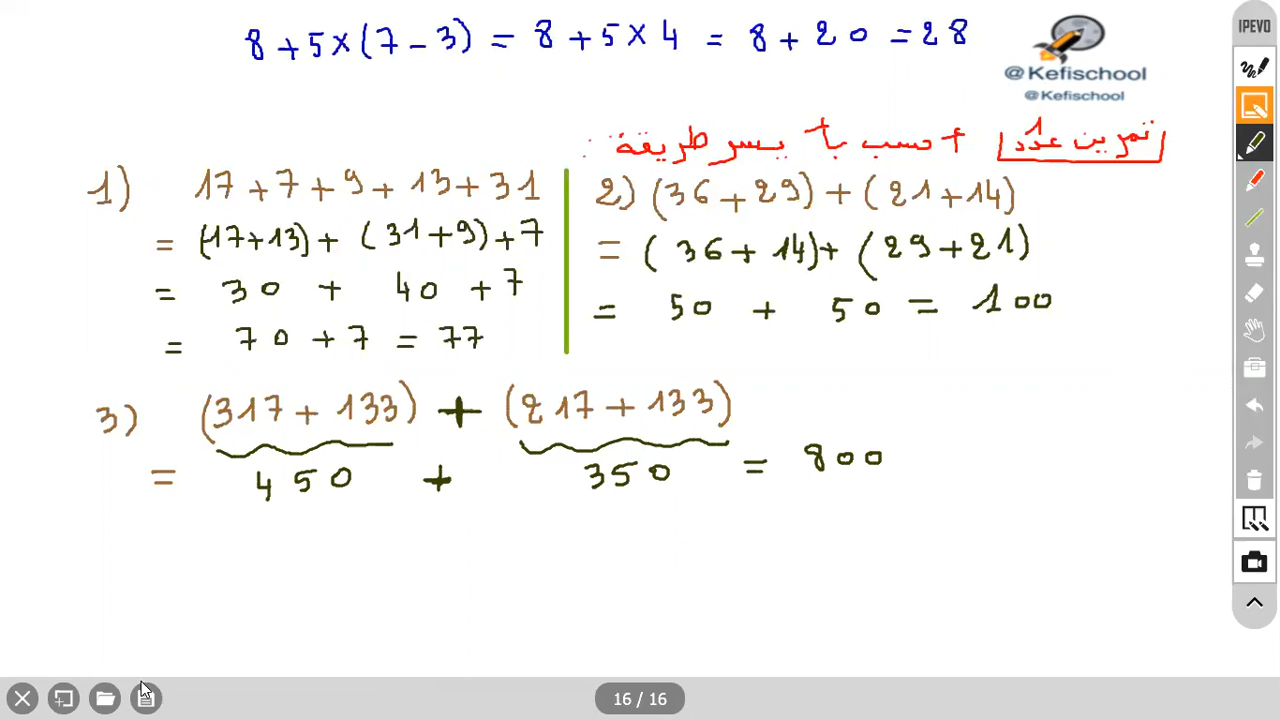 8 + 5 × (7 - 3) = 8 + 5 × 4 = 8 + 20 = 28
IPEVO
@Kefischool
@Kefischool
تمرين عدد 1 احسب بأيسر طريقة :
1) 17 + 7 + 9 + 13 + 31
= (17+13) + (31+9) + 7
= 30 + 40 + 7
= 70 + 7 = 77
2) (36 + 29) + (21 + 14)
= (36 + 14) + (29 + 21)
= 50 + 50 = 100
3) (317 + 133) + (217 + 133)
= 450 + 350 = 800
16 / 16